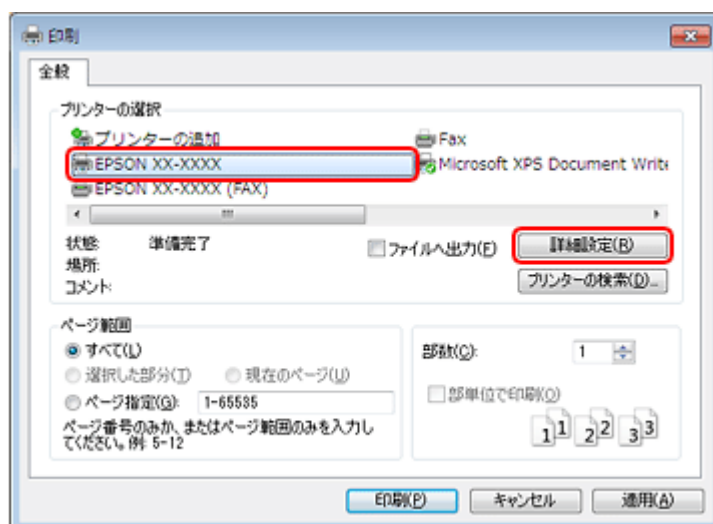 印刷
全般
プリンターの選択
プリンターの追加
Fax
EPSON XX-XXXX
Microsoft XPS Document Write
EPSON XX-XXXX (FAX)
状態: 準備完了
ファイルへ出力(F)
詳細設定(R)
場所:
コメント:
プリンターの検索(D)...
ページ範囲
すべて(L)
選択した部分(T)
現在のページ(U)
ページ指定(G): 1-65535
ページ番号のみか、またはページ範囲のみを入力し
てください。例: 5-12
部数(C): 1
部単位で印刷(O)
1 1 2 2 3 3
印刷(P)
キャンセル
適用(A)